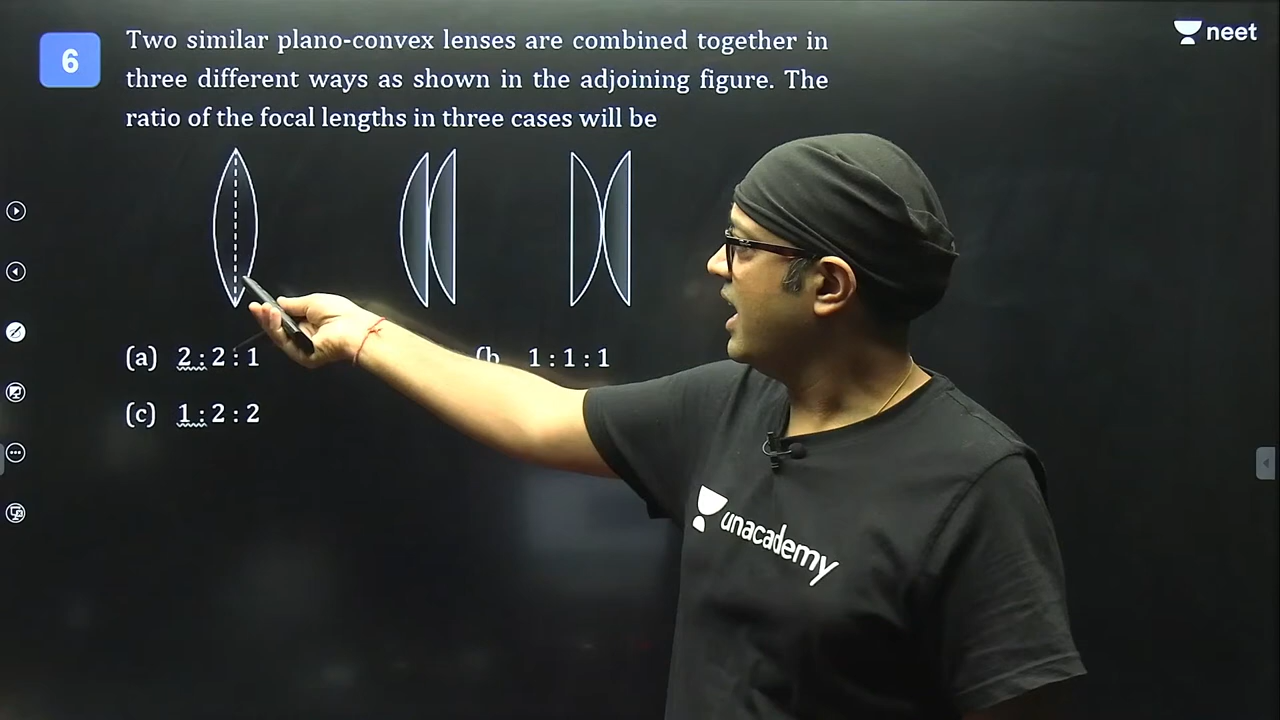 6
Two similar plano-convex lenses are combined together in
three different ways as shown in the adjoining figure. The
ratio of the focal lengths in three cases will be
neet
(a) 2 : 2 : 1
(b 1 : 1 : 1
(c) 1 : 2 : 2
unacademy